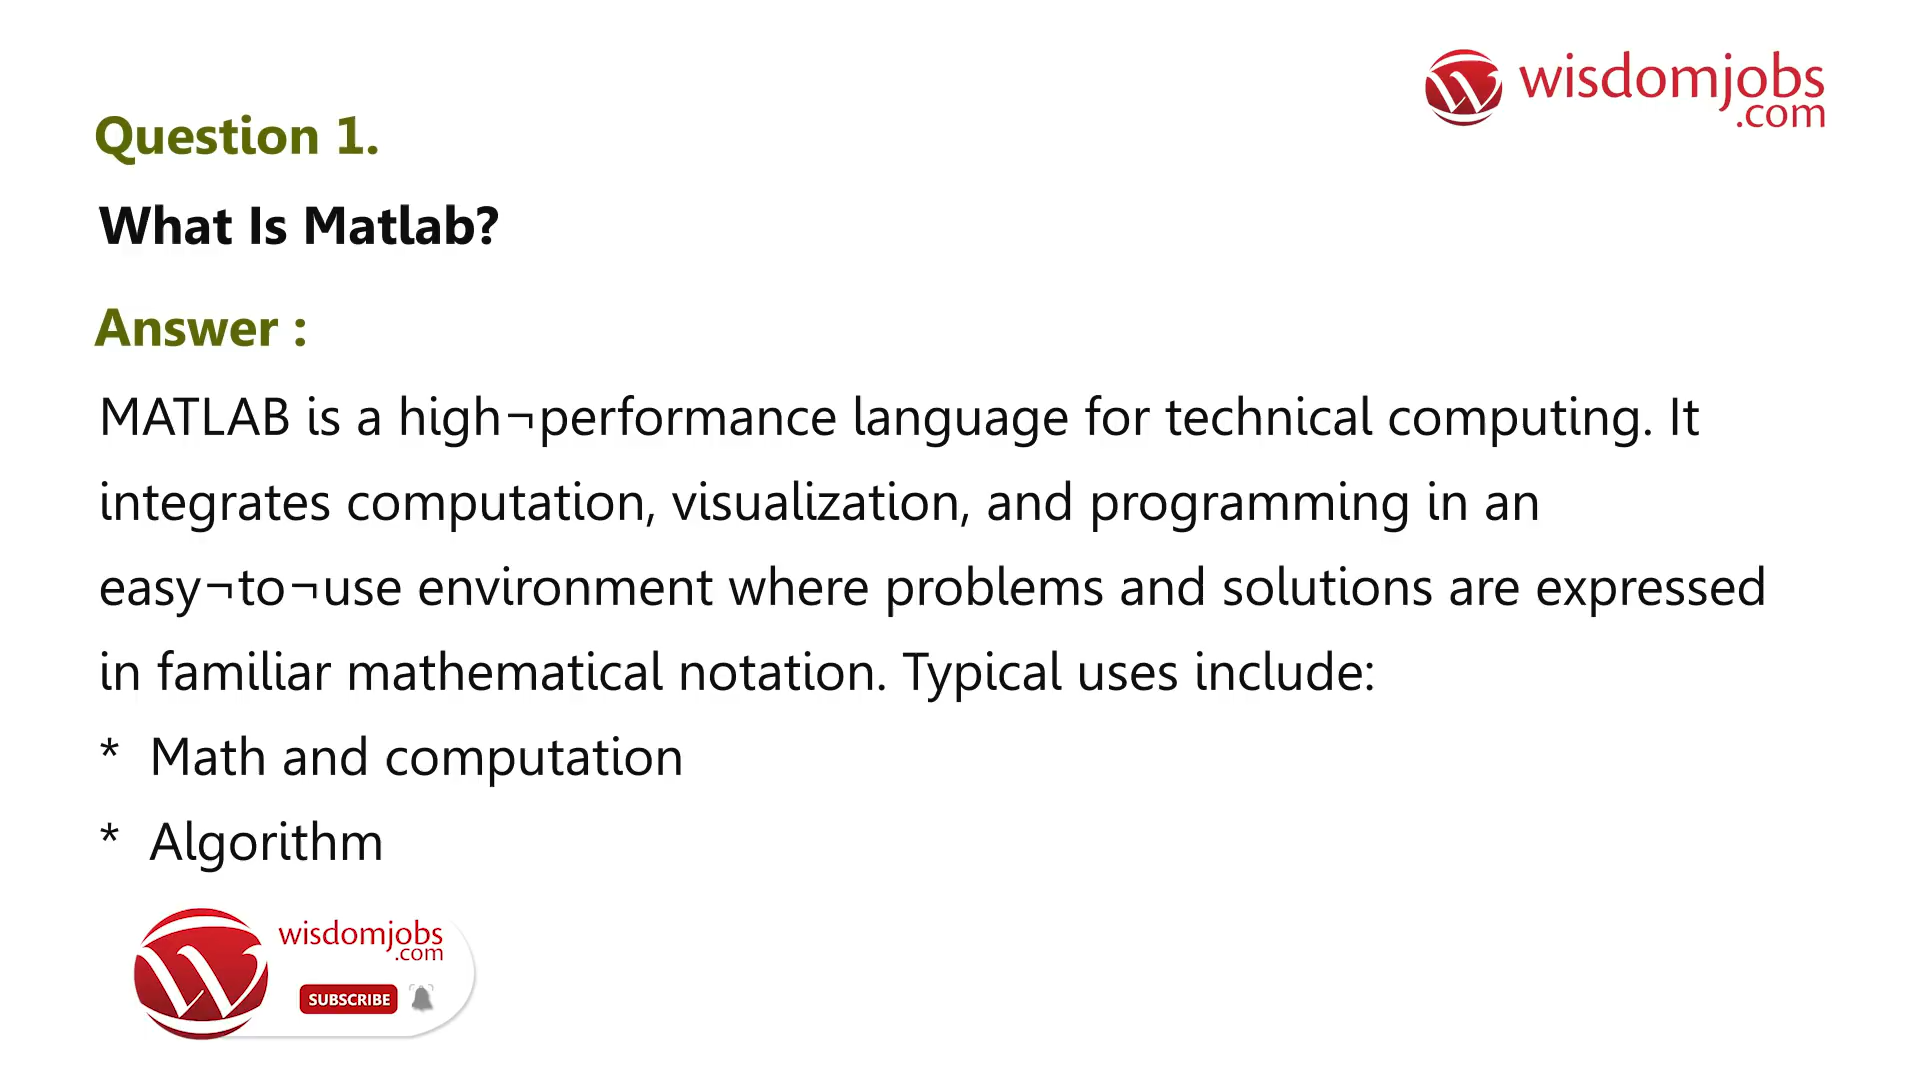 wisdomjobs
.com
Question 1.
What Is Matlab?
Answer :
MATLAB is a high¬performance language for technical computing. It
integrates computation, visualization, and programming in an
easy¬to¬use environment where problems and solutions are expressed
in familiar mathematical notation. Typical uses include:
* Math and computation
* Algorithm
wisdomjobs
.com
SUBSCRIBE